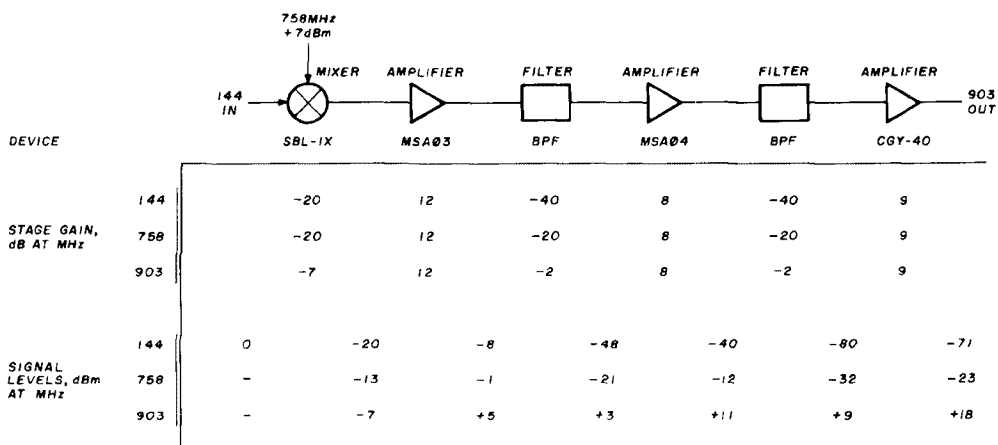 758MHz
+7dBm
MIXER AMPLIFIER FILTER AMPLIFIER FILTER AMPLIFIER
144
IN
903
OUT
DEVICE SBL-1X MSA03 BPF MSA04 BPF CGY-40
STAGE GAIN,
dB AT MHz
144 -20 12 -40 8 -40 9
758 -20 12 -20 8 -20 9
903 -7 12 -2 8 -2 9
SIGNAL
LEVELS, dBm
AT MHz
144 0 -20 -8 -48 -40 -80 -71
758 - -13 -1 -21 -12 -32 -23
903 - -7 +5 +3 +11 +9 +18